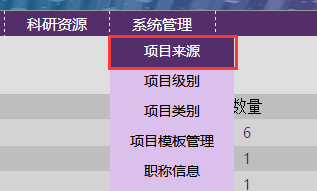 科研资源 系统管理
项目来源
项目级别
项目类别 数量
项目模板管理 6
职称信息 1
1